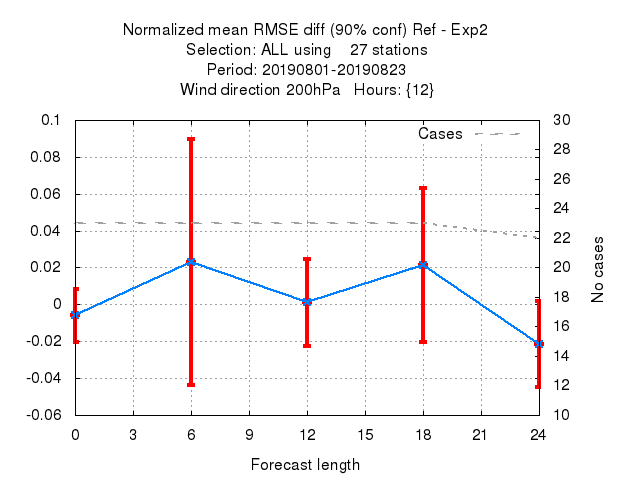 Normalized mean RMSE diff (90% conf) Ref - Exp2
Selection: ALL using    27 stations
Period: 20190801-20190823
Wind direction 200hPa   Hours: {12}
Cases
0.1
0.08
0.06
0.04
0.02
0
-0.02
-0.04
-0.06
30
28
26
24
22
20
18
16
14
12
10
No cases
0 3 6 9 12 15 18 21 24
Forecast length